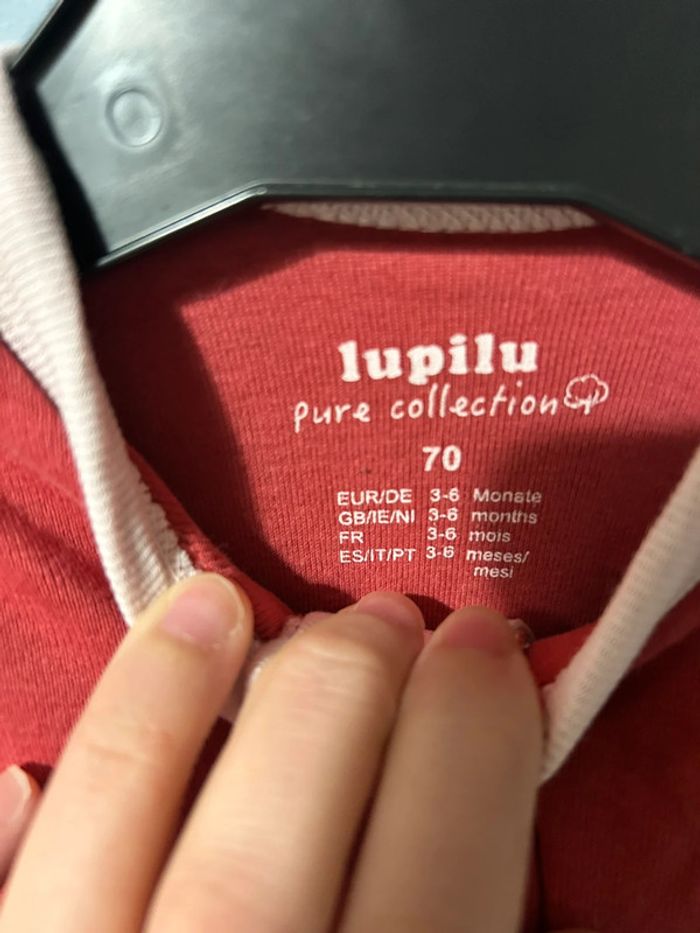 lupilu
pure collection
70
EUR/DE 3-6 Monate
GB/IE/NI 3-6 months
FR 3-6 mois
ES/IT/PT 3-6 meses/
mesi